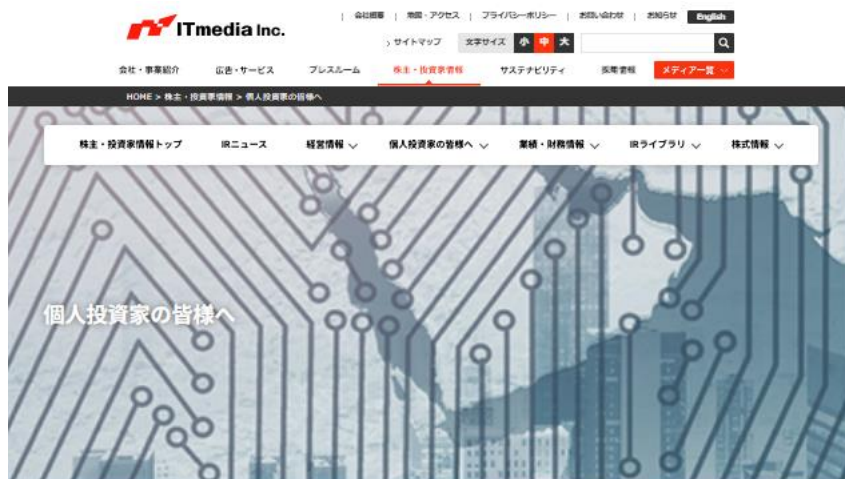 ITmedia Inc.
| 会社概要 | 地図・アクセス | プライバシーポリシー | お問い合わせ | お知らせ English
› サイトマップ 文字サイズ 小 中 大
会社・事業紹介 広告・サービス プレスルーム 株主・投資家情報 サステナビリティ 採用情報 メディア一覧
HOME > 株主・投資家情報 > 個人投資家の皆様へ
株主・投資家情報トップ IRニュース 経営情報 個人投資家の皆様へ 業績・財務情報 IRライブラリ 株式情報
個人投資家の皆様へ